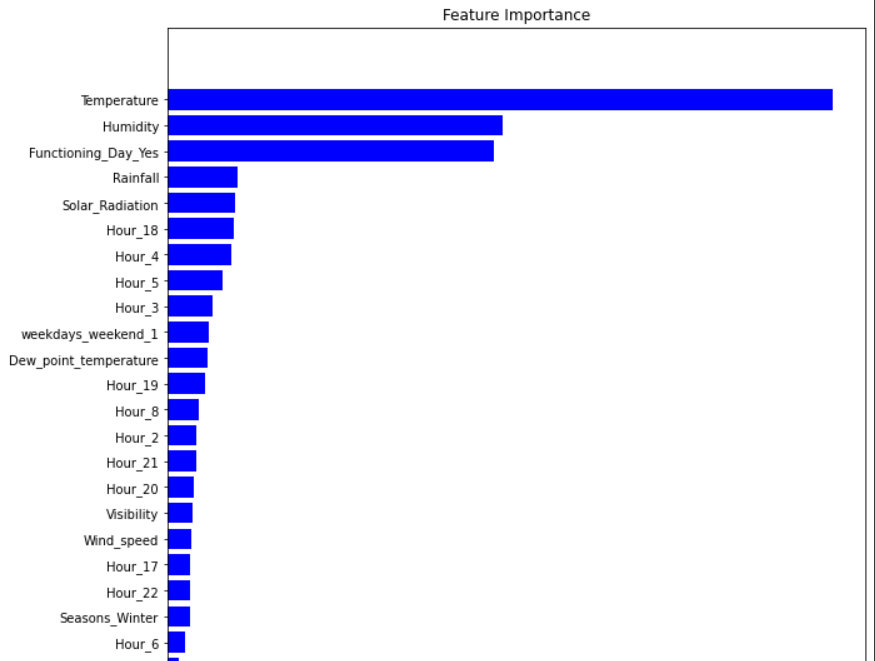 Feature Importance
Temperature
Humidity
Functioning_Day_Yes
Rainfall
Solar_Radiation
Hour_18
Hour_4
Hour_5
Hour_3
weekdays_weekend_1
Dew_point_temperature
Hour_19
Hour_8
Hour_2
Hour_21
Hour_20
Visibility
Wind_speed
Hour_17
Hour_22
Seasons_Winter
Hour_6